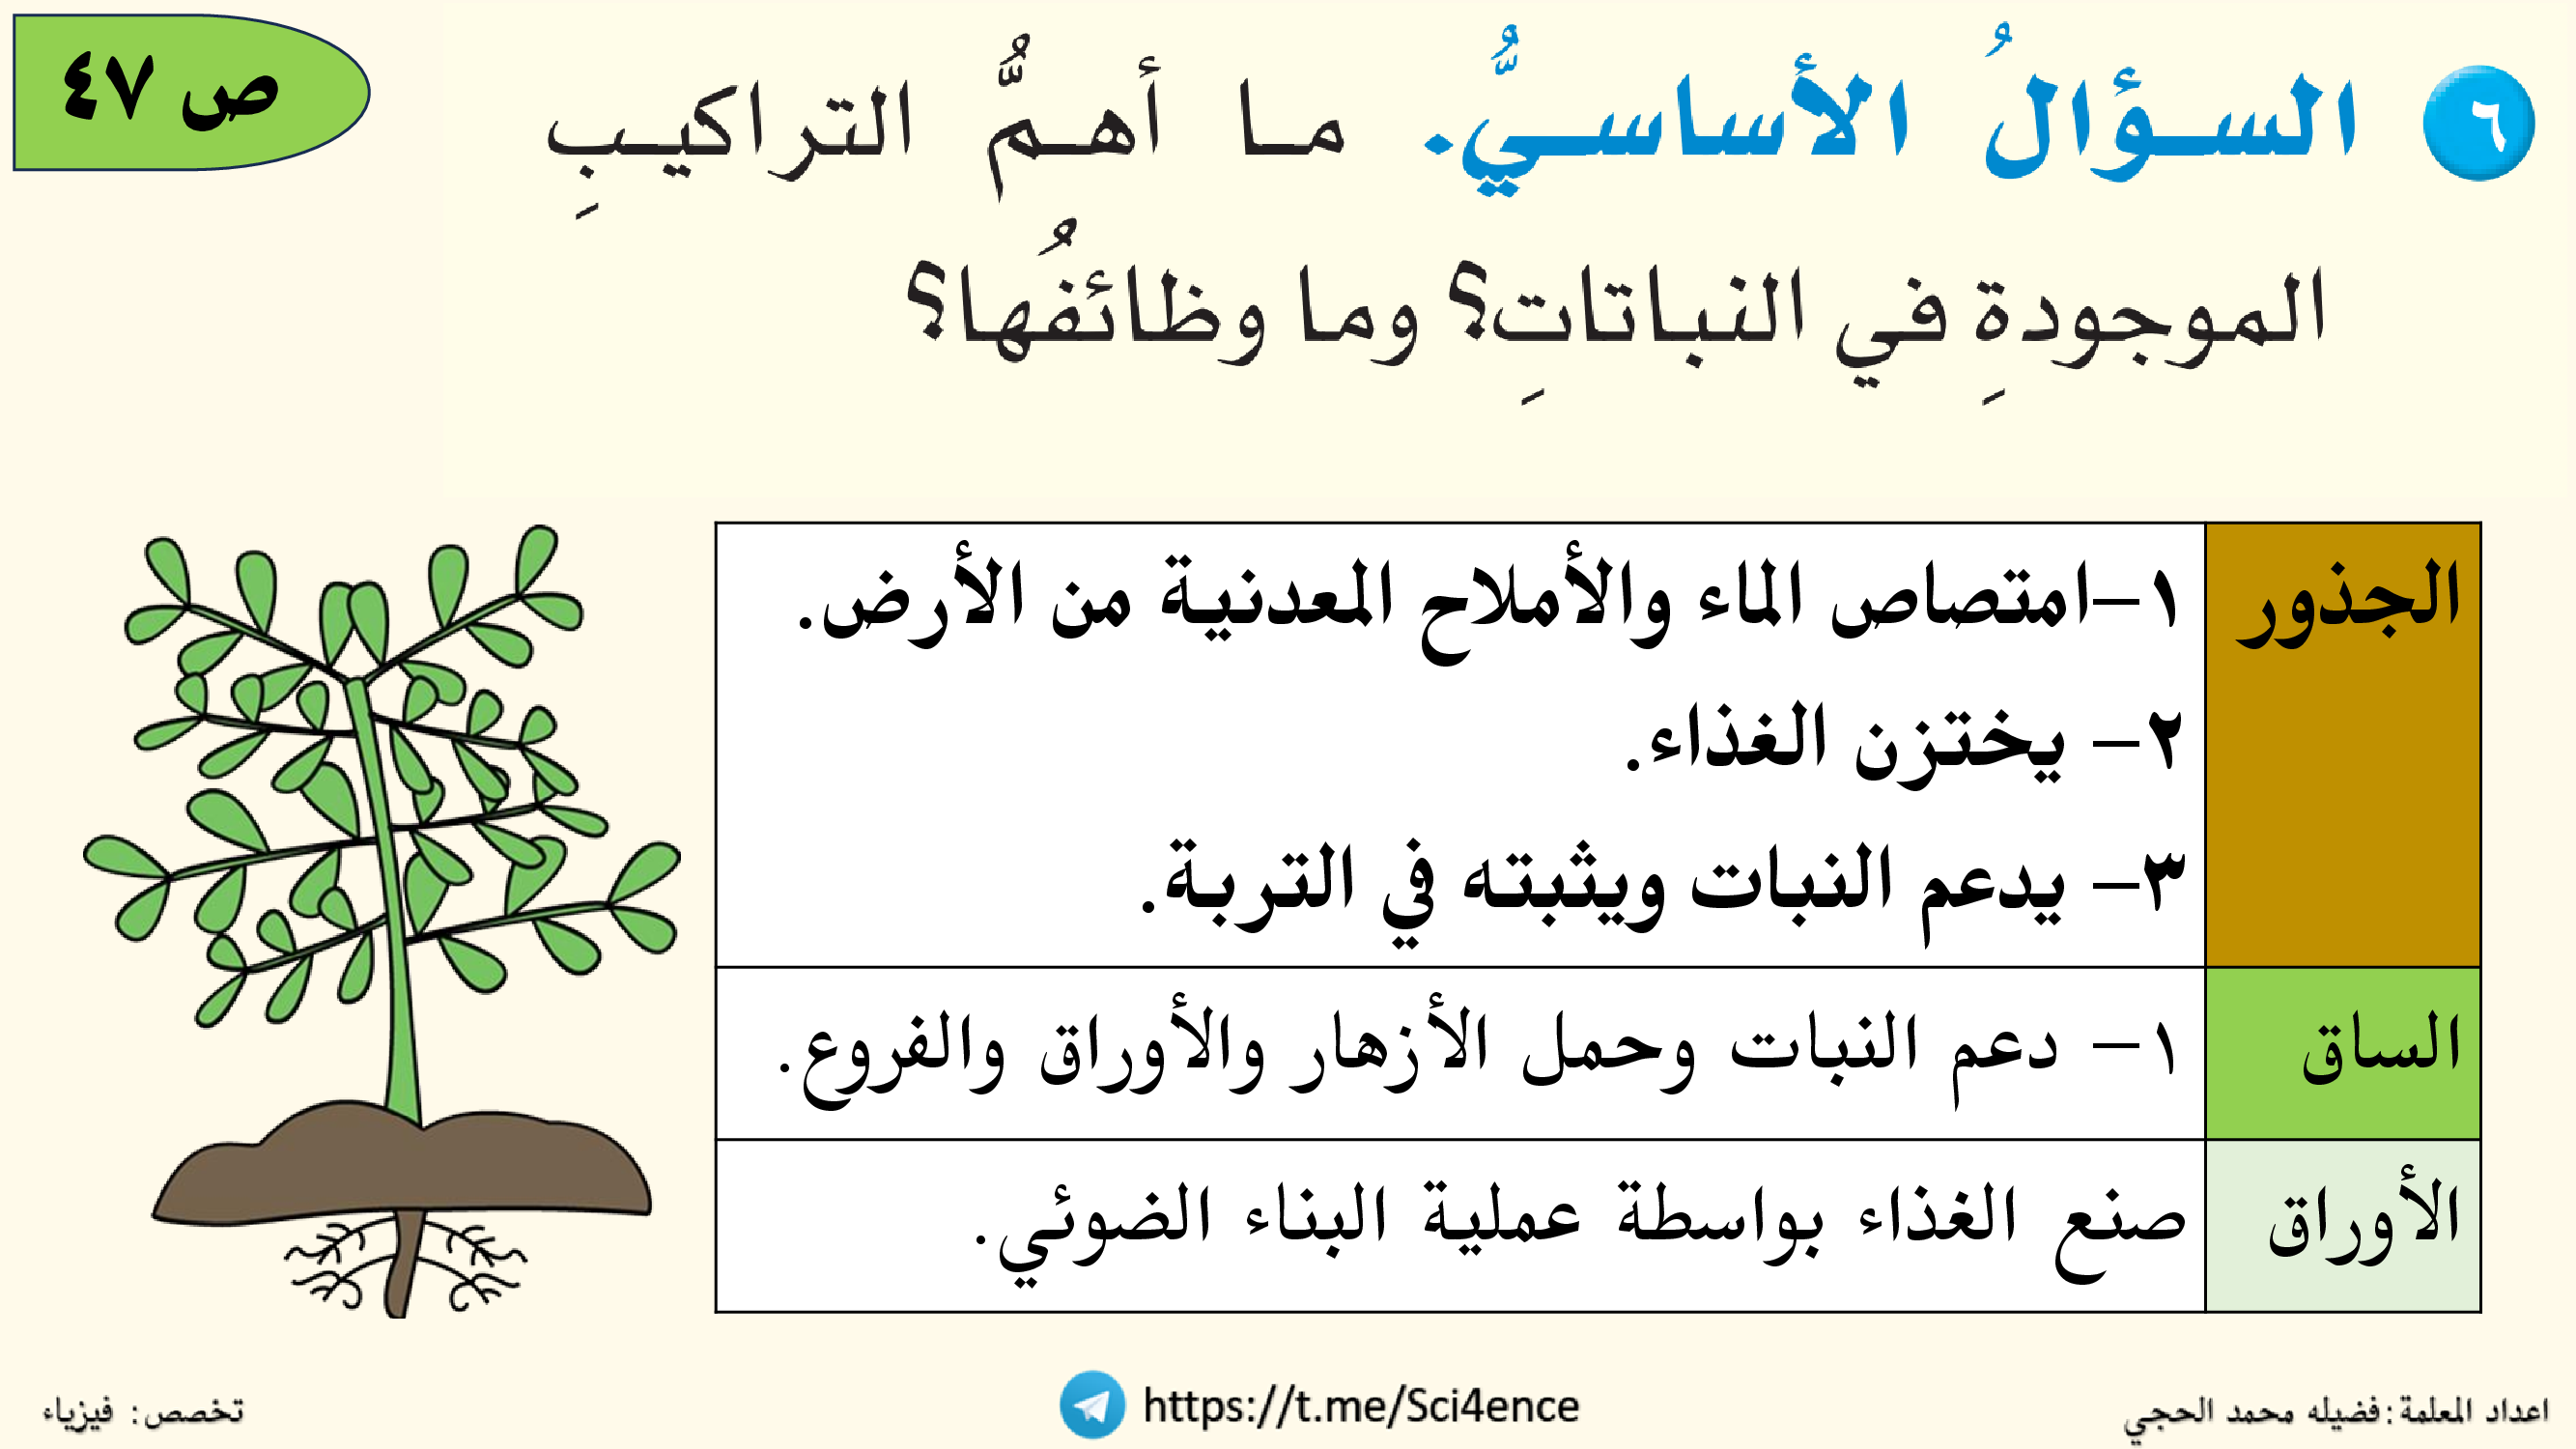 ص ٤٧
٦ السؤالُ الأساسيُّ. ما أهمُّ التراكيبِ
الموجودةِ في النباتاتِ؟ وما وظائفُها؟
الجذور
١–امتصاص الماء والأملاح المعدنية من الأرض.
٢– يختزن الغذاء.
٣– يدعم النبات ويثبته في التربة.
الساق
١– دعم النبات وحمل الأزهار والأوراق والفروع.
الأوراق
صنع الغذاء بواسطة عملية البناء الضوئي.
اعداد المعلمة:فضيله محمد الحجي
https://t.me/Sci4ence
تخصص: فيزياء